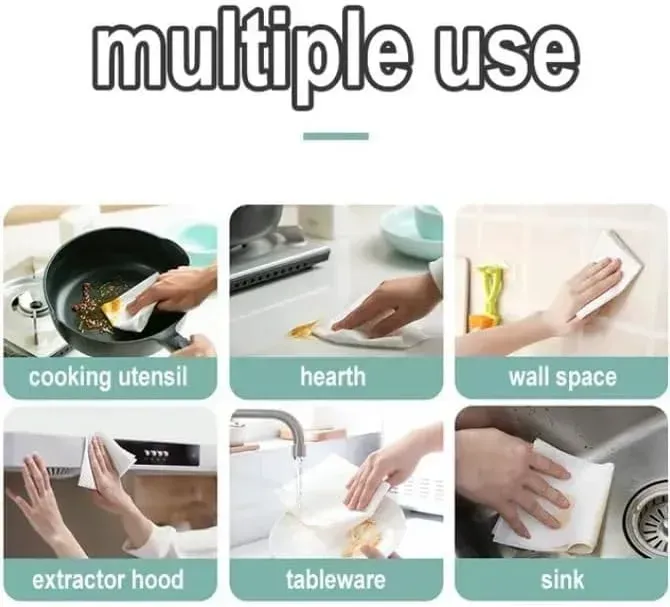 multiple use
cooking utensil
hearth
wall space
extractor hood
tableware
sink